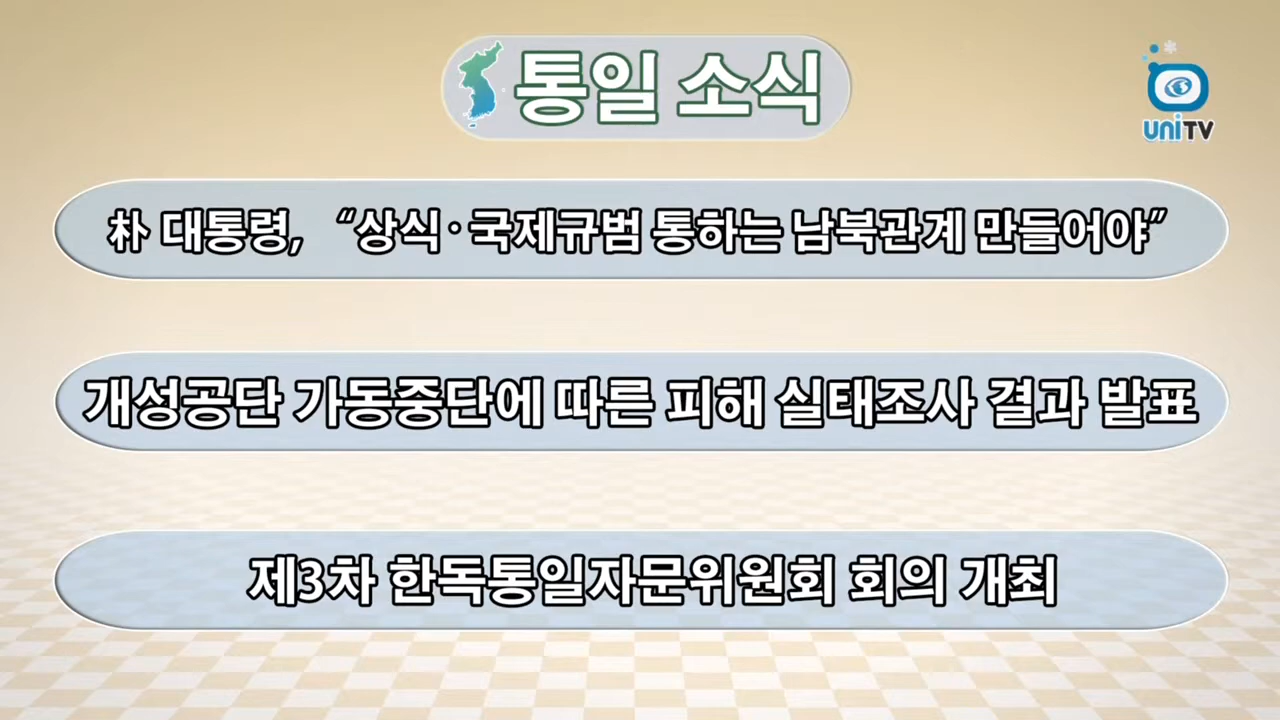 통일 소식
uniTV
朴 대통령, “상식·국제규범 통하는 남북관계 만들어야”
개성공단 가동중단에 따른 피해 실태조사 결과 발표
제3차 한독통일자문위원회 회의 개최